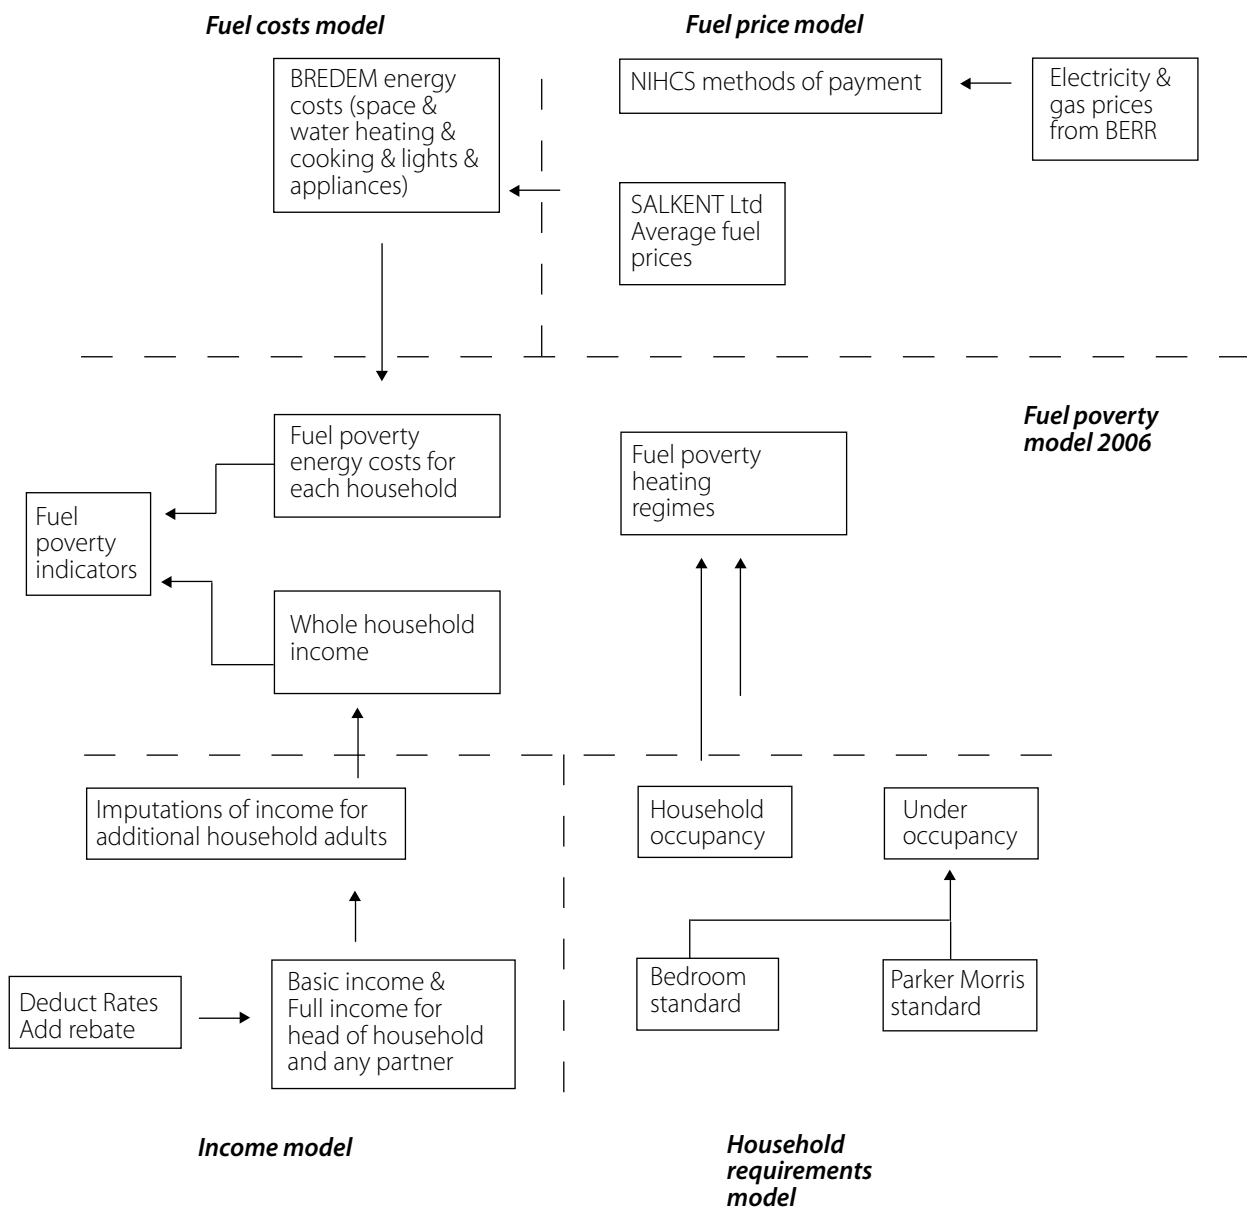 Fuel costs model
Fuel price model
BREDEM energy
costs (space &
water heating &
cooking & lights &
appliances)
NIHCS methods of payment
Electricity &
gas prices
from BERR
SALKENT Ltd
Average fuel
prices
Fuel poverty
model 2006
Fuel poverty
energy costs for
each household
Fuel poverty
heating
regimes
Fuel
poverty
indicators
Whole household
income
Imputations of income for
additional household adults
Household
occupancy
Under
occupancy
Deduct Rates
Add rebate
Basic income &
Full income for
head of household
and any partner
Bedroom
standard
Parker Morris
standard
Income model
Household
requirements
model